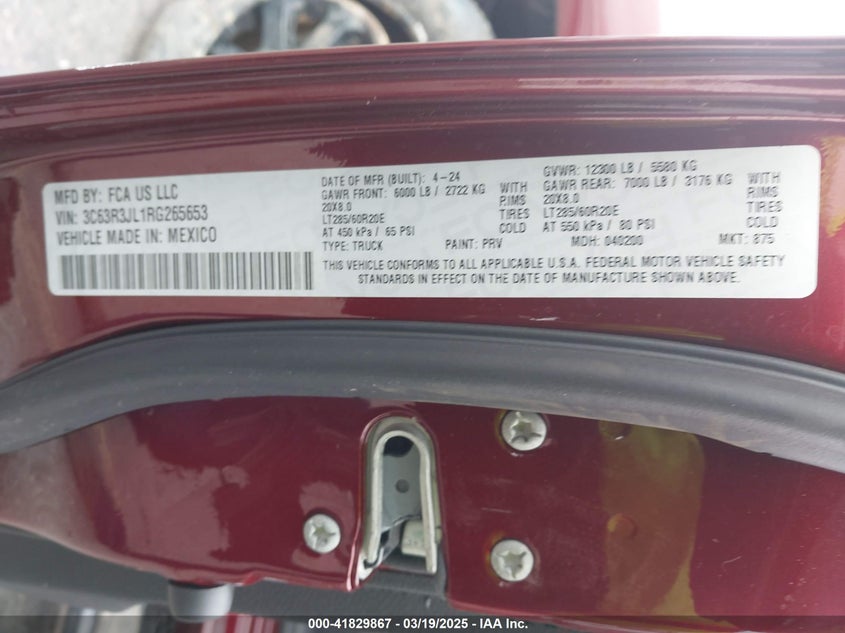 MFD BY: FCA US LLC
VIN: 3C63R3JL1RG265653
VEHICLE MADE IN: MEXICO
DATE OF MFR (BUILT): 4-24
GAWR FRONT: 6000 LB / 2722 KG WITH
20X8.0 RIMS
LT285/60R20E TIRES
AT 450 kPa / 65 PSI COLD
TYPE: TRUCK PAINT: PRV
GVWR: 12300 LB / 5580 KG
GAWR REAR: 7000 LB / 3176 KG WITH
20X8.0 RIMS
LT285/60R20E TIRES
AT 550 kPa / 80 PSI COLD
MDH: 040200 MKT: 875
THIS VEHICLE CONFORMS TO ALL APPLICABLE U.S.A. FEDERAL MOTOR VEHICLE SAFETY
STANDARDS IN EFFECT ON THE DATE OF MANUFACTURE SHOWN ABOVE.
000-41829867 - 03/19/2025 - IAA Inc.